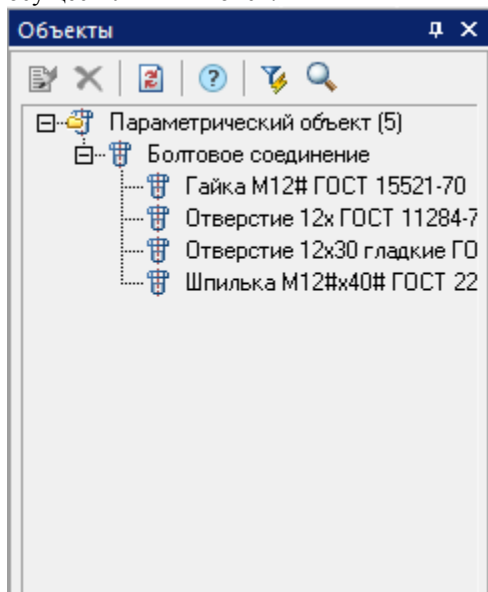 Объекты
Параметрический объект (5)
Болтовое соединение
Гайка М12# ГОСТ 15521-70
Отверстие 12х ГОСТ 11284-7
Отверстие 12х30 гладкие ГО
Шпилька М12#х40# ГОСТ 22